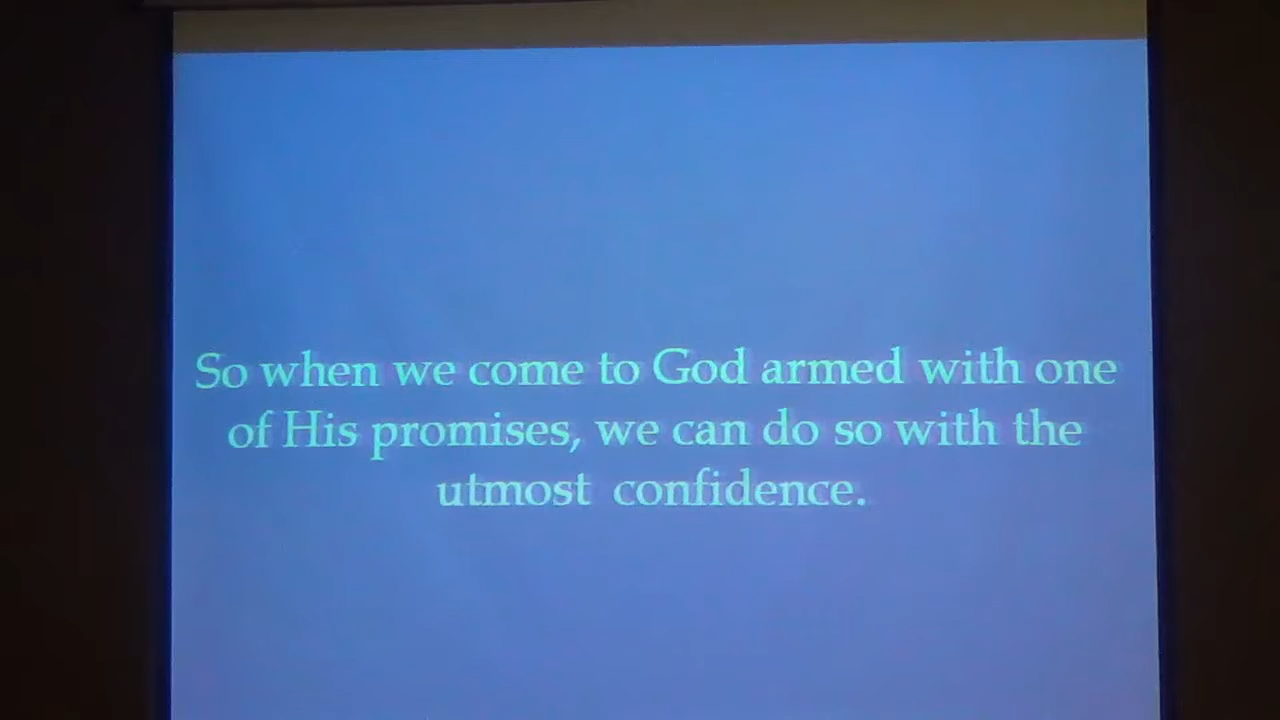 So when we come to God armed with one
of His promises, we can do so with the
utmost confidence.